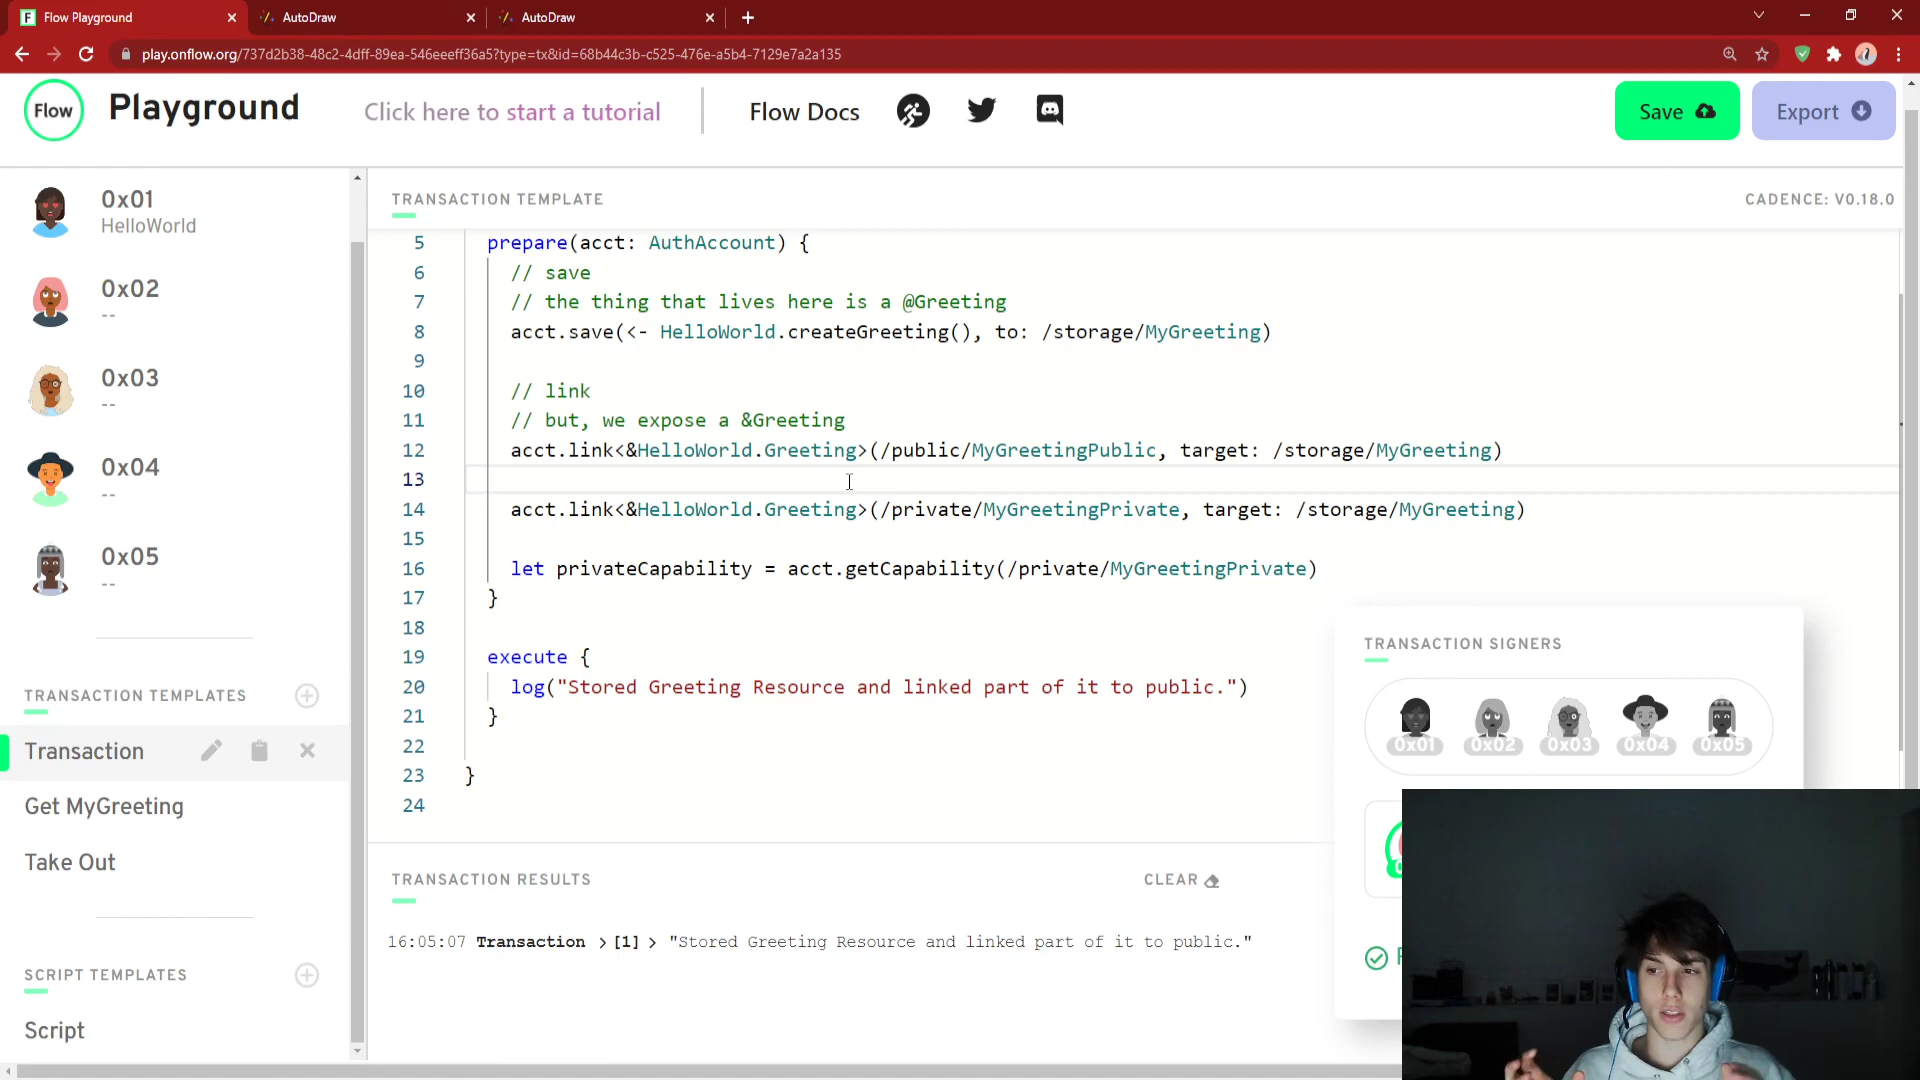 Flow Playground
AutoDraw
AutoDraw
play.onflow.org/737d2b38-48c2-4dff-89ea-546eeeff36a5?type=tx&id=68b44c3b-c525-476e-a5b4-7129e7a2a135
Flow
Playground
Click here to start a tutorial
Flow Docs
Save
Export
0x01
HelloWorld
0x02
--
0x03
--
0x04
--
0x05
--
TRANSACTION TEMPLATES
Transaction
Get MyGreeting
Take Out
SCRIPT TEMPLATES
Script
TRANSACTION TEMPLATE
CADENCE: V0.18.0
5 prepare(acct: AuthAccount) {
6 // save
7 // the thing that lives here is a @Greeting
8 acct.save(<- HelloWorld.createGreeting(), to: /storage/MyGreeting)
9
10 // link
11 // but, we expose a &Greeting
12 acct.link<&HelloWorld.Greeting>(/public/MyGreetingPublic, target: /storage/MyGreeting)
13
14 acct.link<&HelloWorld.Greeting>(/private/MyGreetingPrivate, target: /storage/MyGreeting)
15
16 let privateCapability = acct.getCapability(/private/MyGreetingPrivate)
17 }
18
19 execute {
20 log("Stored Greeting Resource and linked part of it to public.")
21 }
22
23 }
24
TRANSACTION SIGNERS
0x01 0x02 0x03 0x04 0x05
TRANSACTION RESULTS
CLEAR
16:05:07 Transaction > [1] > "Stored Greeting Resource and linked part of it to public."